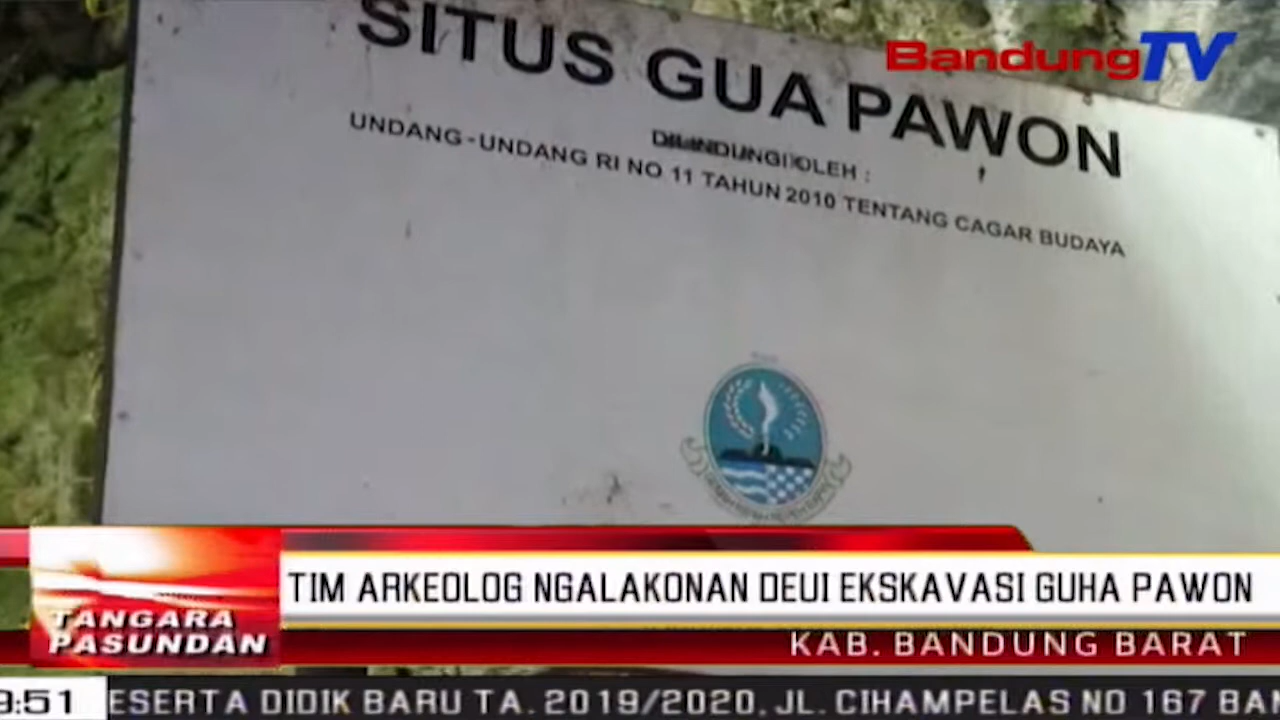 SITUS GUA PAWON
BandungTV
DILINDUNGI OLEH :
UNDANG-UNDANG RI NO 11 TAHUN 2010 TENTANG CAGAR BUDAYA
TIM ARKEOLOG NGALAKONAN DEUI EKSKAVASI GUHA PAWON
TANGARA
PASUNDAN
KAB. BANDUNG BARAT
9:51 ESERTA DIDIK BARU TA. 2019/2020, JL. CIHAMPELAS NO 167 BAN